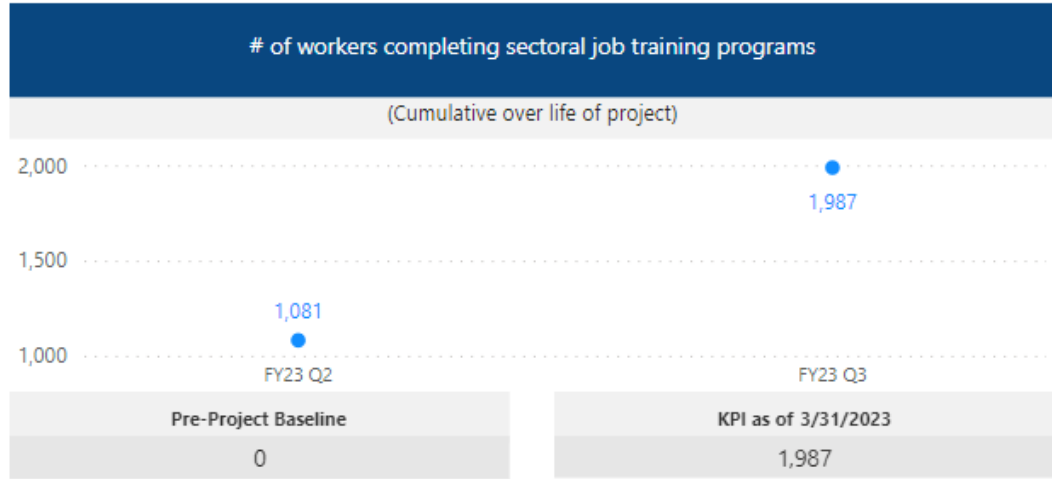 # of workers completing sectoral job training programs
(Cumulative over life of project)
2,000
1,987
1,500
1,081
1,000
FY23 Q2 FY23 Q3
Pre-Project Baseline KPI as of 3/31/2023
0 1,987